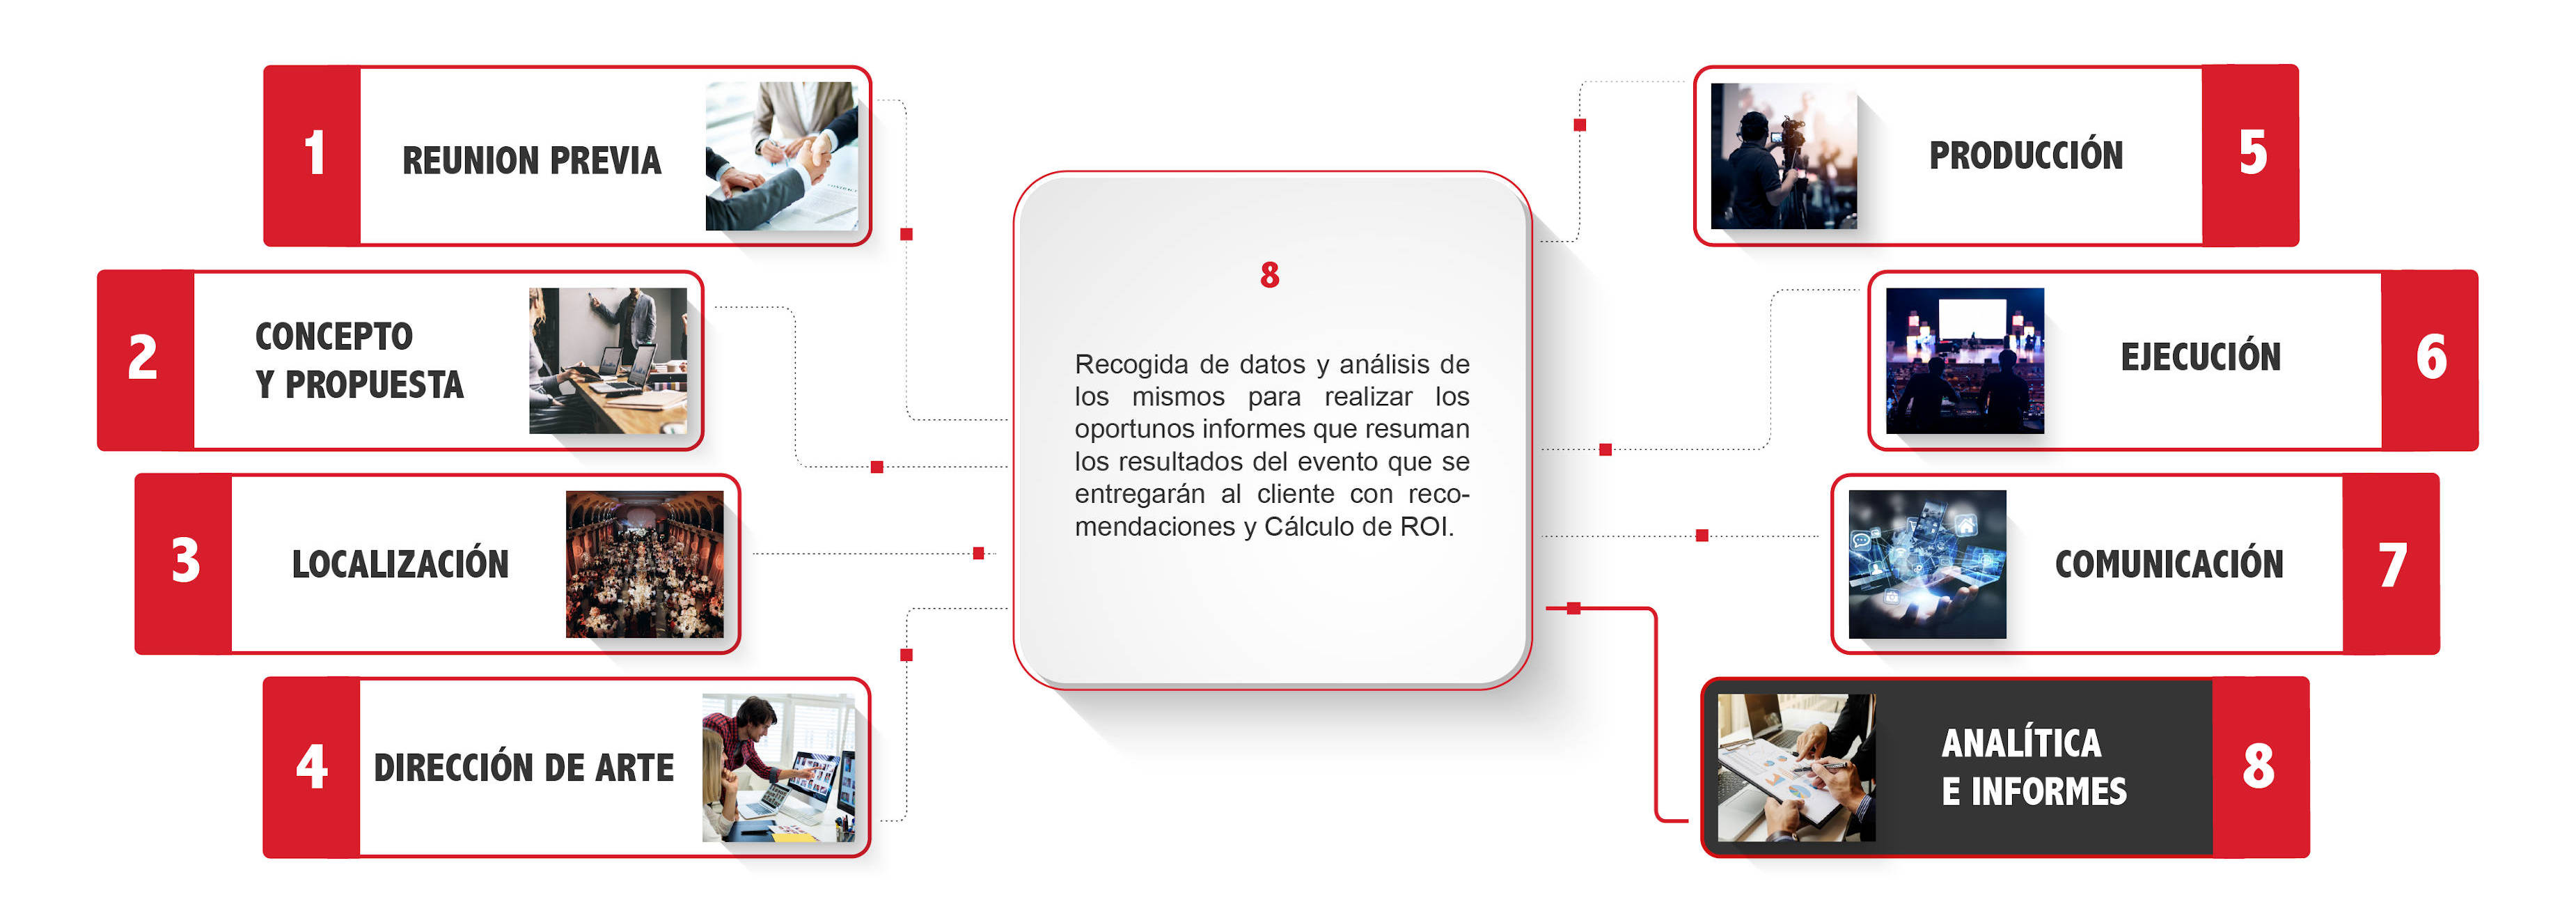 1
REUNION PREVIA
2
CONCEPTO
Y PROPUESTA
3
LOCALIZACIÓN
4
DIRECCIÓN DE ARTE
8
Recogida de datos y análisis de
los mismos para realizar los
oportunos informes que resuman
los resultados del evento que se
entregarán al cliente con reco-
mendaciones y Cálculo de ROI.
PRODUCCIÓN
5
EJECUCIÓN
6
COMUNICACIÓN
7
ANALÍTICA
E INFORMES
8